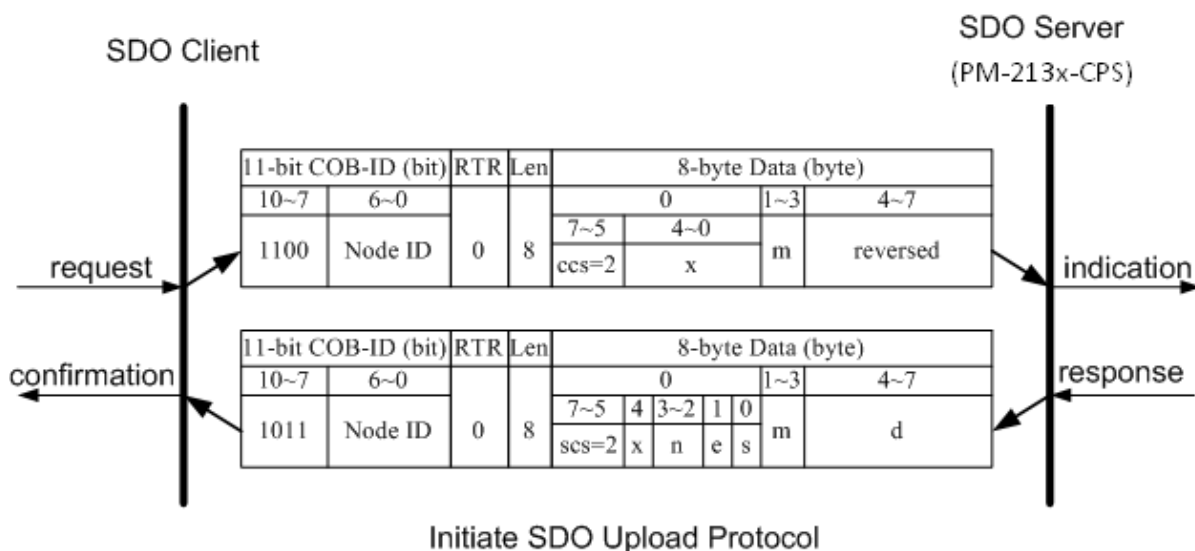 SDO Client
SDO Server
(PM-213x-CPS)
11-bit COB-ID (bit) RTR Len 8-byte Data (byte)
10~7 6~0 0 1~3 4~7
7~5 4~0
1100 Node ID 0 8 m reversed
ccs=2 x
request
indication
11-bit COB-ID (bit) RTR Len 8-byte Data (byte)
confirmation
response
10~7 6~0 0 1~3 4~7
7~5 4 3~2 1 0
1011 Node ID 0 8 m d
scs=2 x n e s
Initiate SDO Upload Protocol